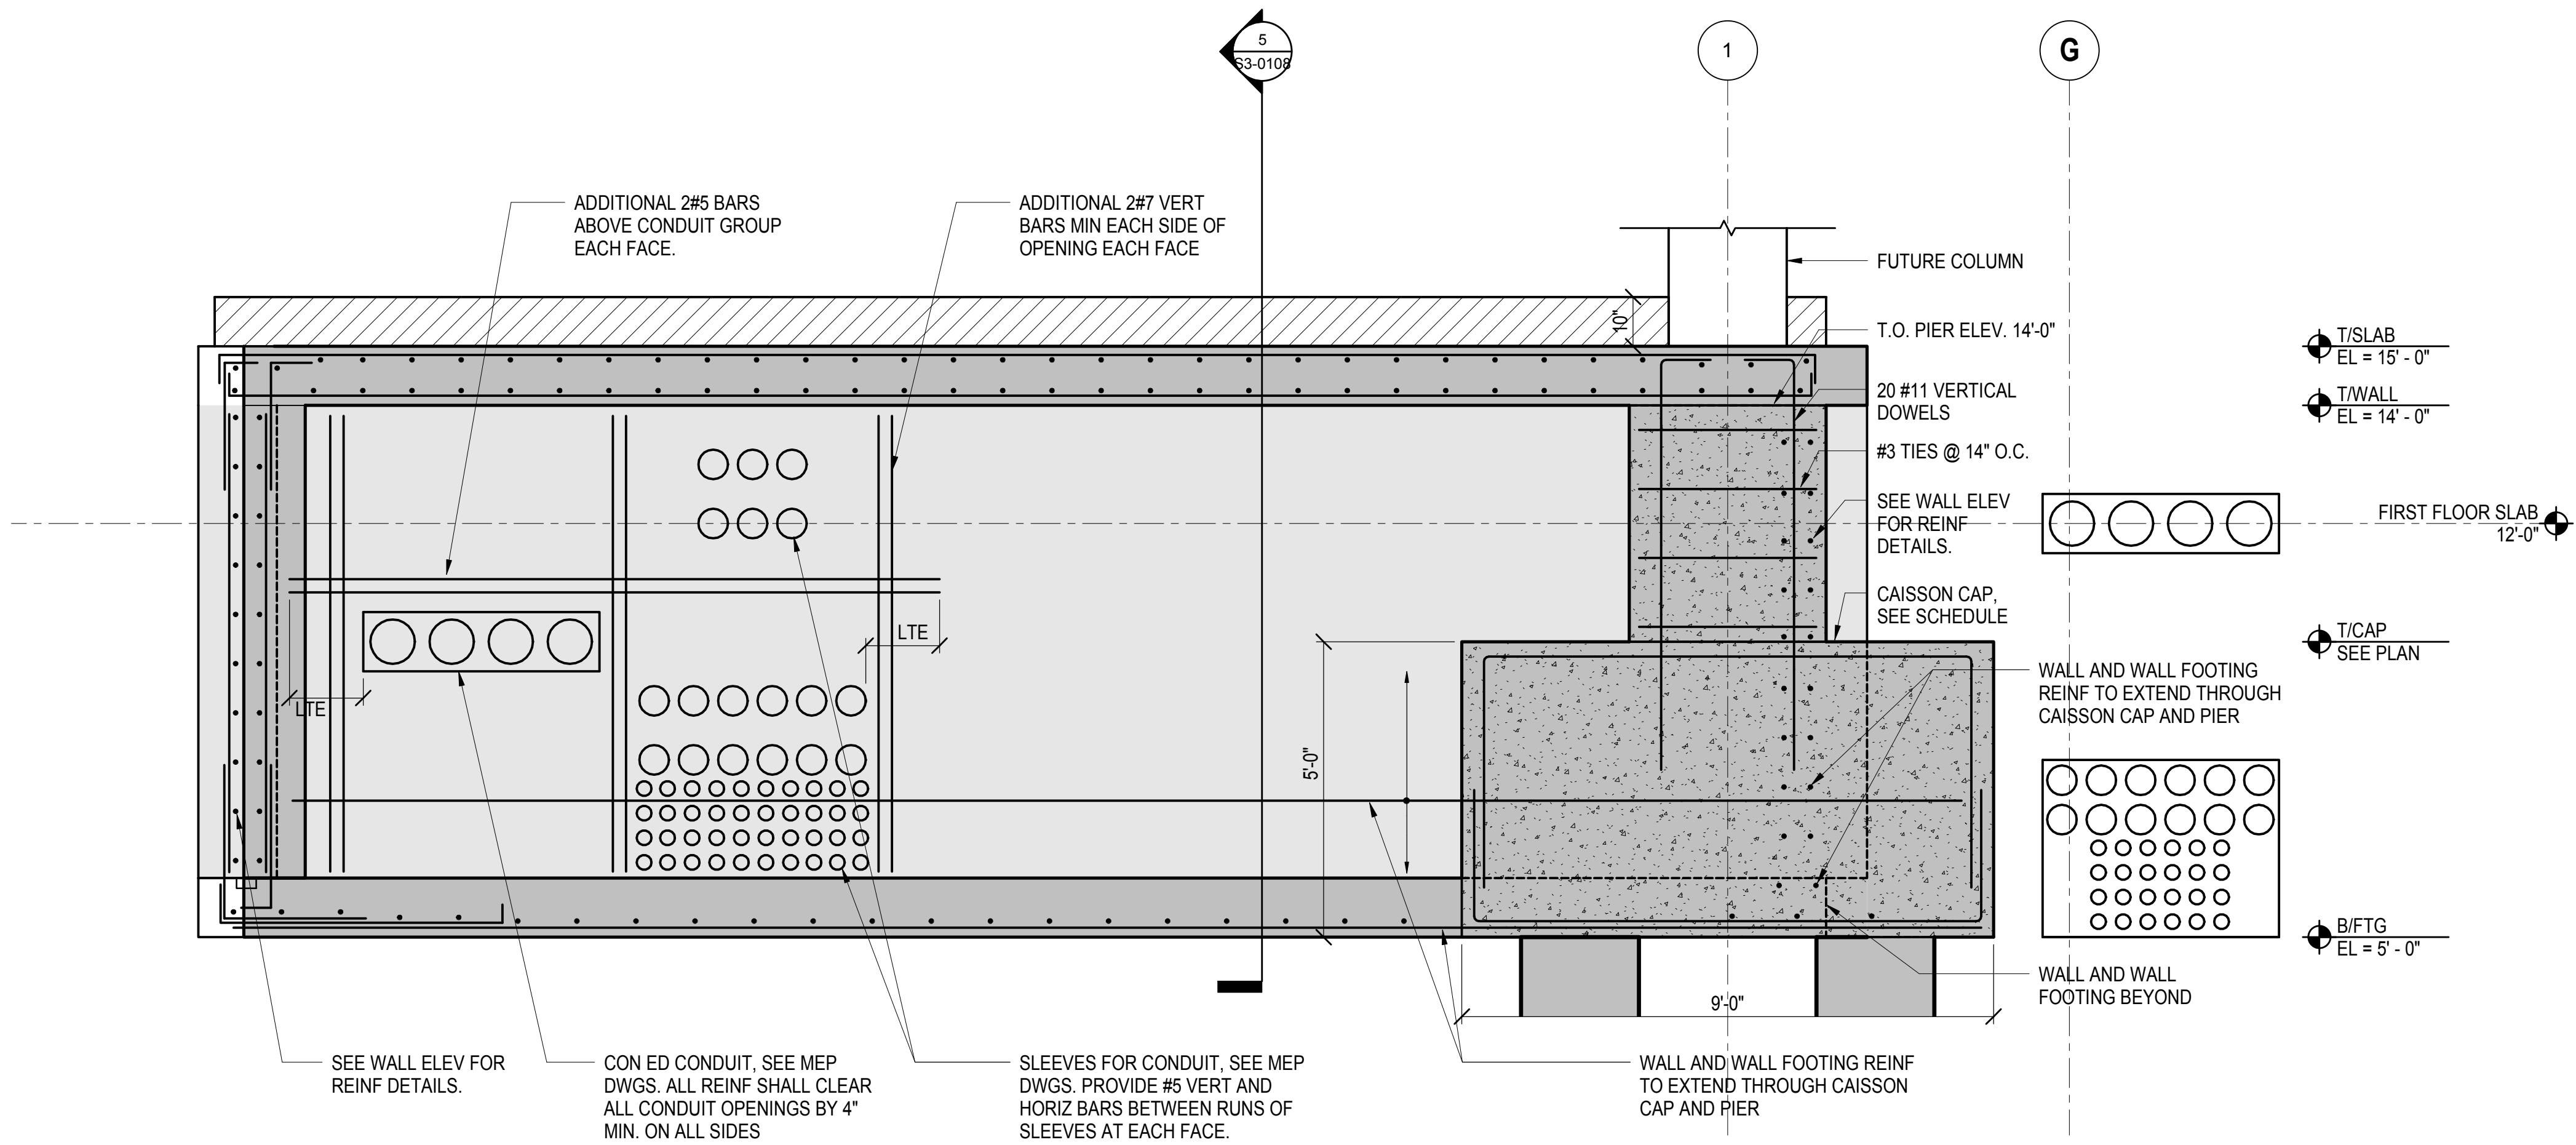 5
S3-0108
1
G
ADDITIONAL 2#5 BARS
ABOVE CONDUIT GROUP
EACH FACE.
ADDITIONAL 2#7 VERT
BARS MIN EACH SIDE OF
OPENING EACH FACE
FUTURE COLUMN
10"
T.O. PIER ELEV. 14'-0"
T/SLAB
EL = 15' - 0"
20 #11 VERTICAL
DOWELS
T/WALL
EL = 14' - 0"
#3 TIES @ 14" O.C.
SEE WALL ELEV
FOR REINF
DETAILS.
FIRST FLOOR SLAB
12'-0"
CAISSON CAP,
SEE SCHEDULE
T/CAP
SEE PLAN
LTE
LTE
WALL AND WALL FOOTING
REINF TO EXTEND THROUGH
CAISSON CAP AND PIER
5'-0"
B/FTG
EL = 5' - 0"
WALL AND WALL
FOOTING BEYOND
9'-0"
SEE WALL ELEV FOR
REINF DETAILS.
CON ED CONDUIT, SEE MEP
DWGS. ALL REINF SHALL CLEAR
ALL CONDUIT OPENINGS BY 4"
MIN. ON ALL SIDES
SLEEVES FOR CONDUIT, SEE MEP
DWGS. PROVIDE #5 VERT AND
HORIZ BARS BETWEEN RUNS OF
SLEEVES AT EACH FACE.
WALL AND WALL FOOTING REINF
TO EXTEND THROUGH CAISSON
CAP AND PIER